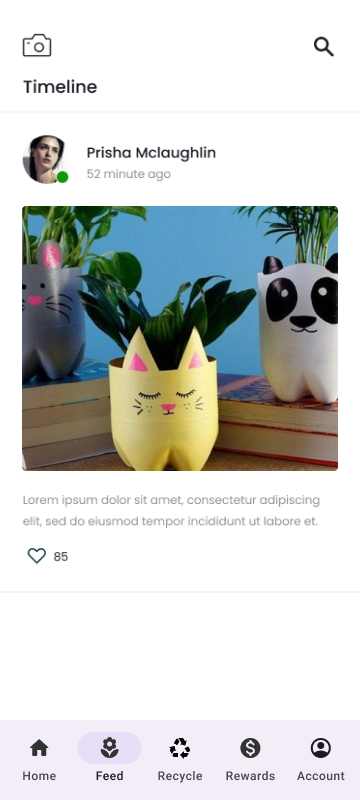 Timeline
Prisha Mclaughlin
52 minute ago
Lorem ipsum dolor sit amet, consectetur adipiscing
elit, sed do eiusmod tempor incididunt ut labore et.
85
Home Feed Recycle Rewards Account